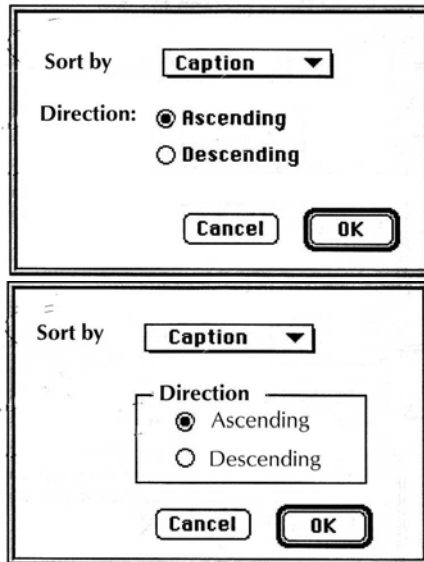 Sort by Caption
Direction: Ascending
Descending
Cancel OK
Sort by Caption
Direction
Ascending
Descending
Cancel OK